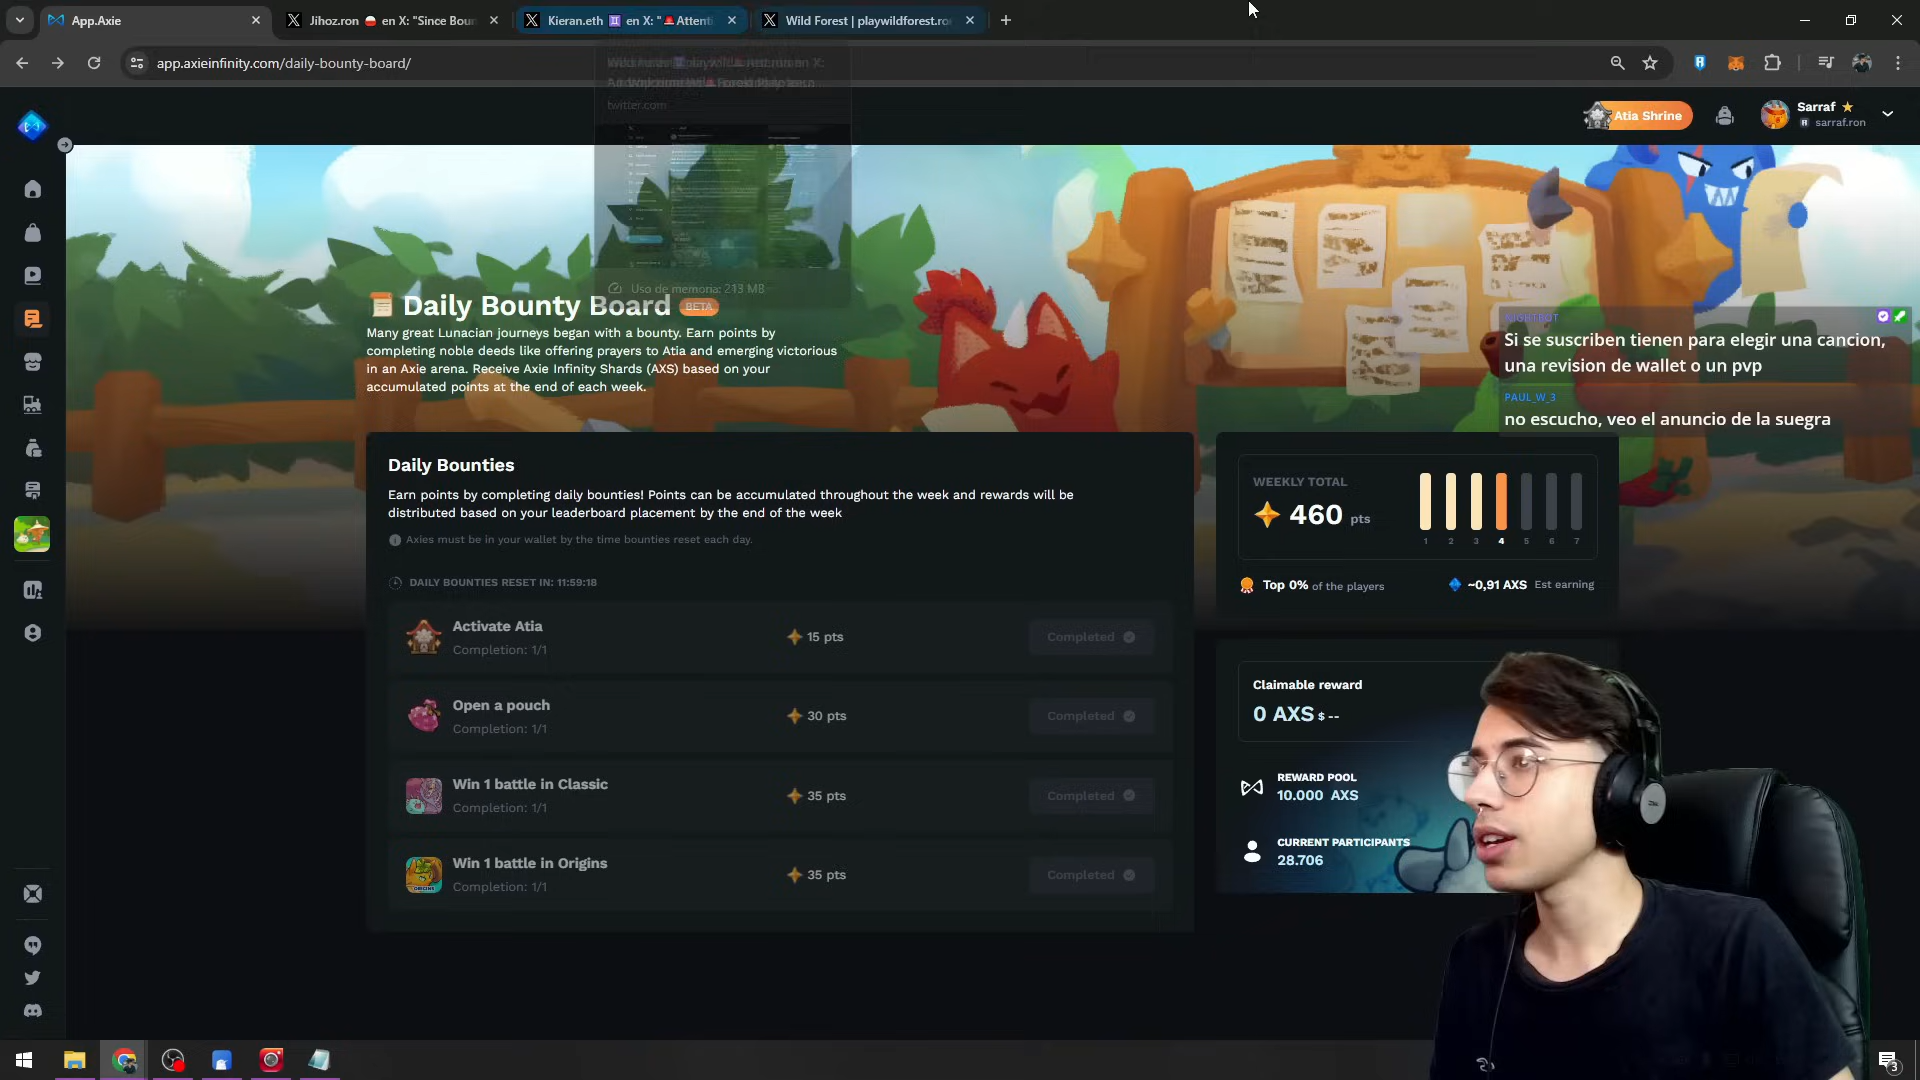 App.Axie
Jihoz.ron en X: "Since Boun
Kieran.eth en X: "Attenti
Wild Forest | playwildforest.ro
app.axieinfinity.com/daily-bounty-board/
twitter.com
Atia Shrine
Sarraf
sarraf.ron
Uso de memoria: 213 MB
Daily Bounty Board BETA
Many great Lunacian journeys began with a bounty. Earn points by
completing noble deeds like offering prayers to Atia and emerging victorious
in an Axie arena. Receive Axie Infinity Shards (AXS) based on your
accumulated points at the end of each week.
NIGHTBOT
Si se suscriben tienen para elegir una cancion,
una revision de wallet o un pvp
PAUL_W_3
no escucho, veo el anuncio de la suegra
Daily Bounties
Earn points by completing daily bounties! Points can be accumulated throughout the week and rewards will be
distributed based on your leaderboard placement by the end of the week
Axies must be in your wallet by the time bounties reset each day.
DAILY BOUNTIES RESET IN: 11:59:18
Activate Atia
Completion: 1/1
15 pts
Completed
Open a pouch
Completion: 1/1
30 pts
Completed
Win 1 battle in Classic
Completion: 1/1
35 pts
Completed
Win 1 battle in Origins
Completion: 1/1
35 pts
Completed
ORIGINS
WEEKLY TOTAL
460 pts
1 2 3 4 5 6 7
Top 0% of the players
~0,91 AXS Est earning
Claimable reward
0 AXS $ --
REWARD POOL
10.000 AXS
CURRENT PARTICIPANTS
28.706
3